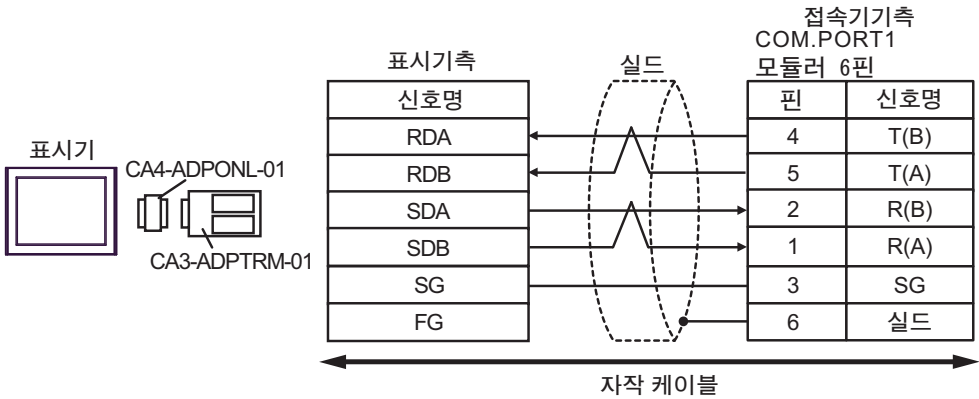 접속기기측
COM.PORT1
표시기측
실드
모듈러 6핀
신호명
핀
신호명
RDA
4
T(B)
표시기
CA4-ADPONL-01
RDB
5
T(A)
SDA
2
R(B)
SDB
1
R(A)
CA3-ADPTRM-01
SG
3
SG
FG
6
실드
자작 케이블